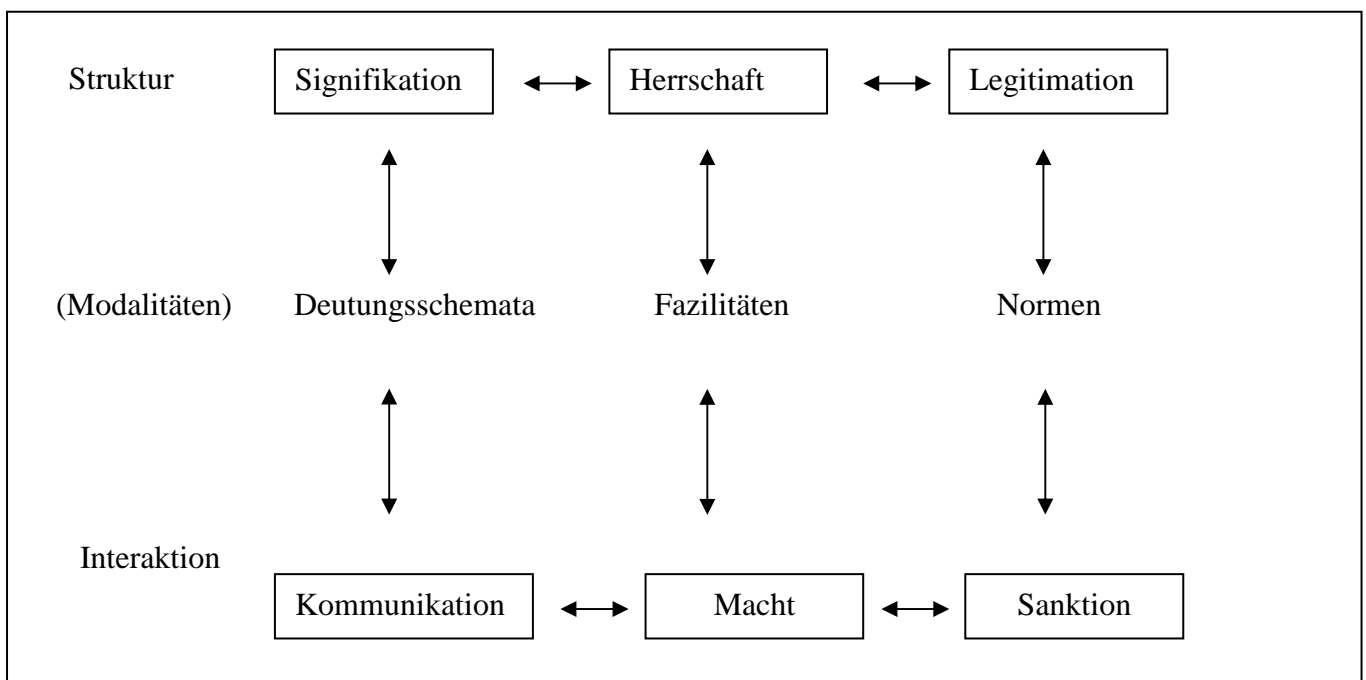 Struktur Signifikation Herrschaft Legitimation
(Modalitäten) Deutungsschemata Fazilitäten Normen
Interaktion
Kommunikation Macht Sanktion